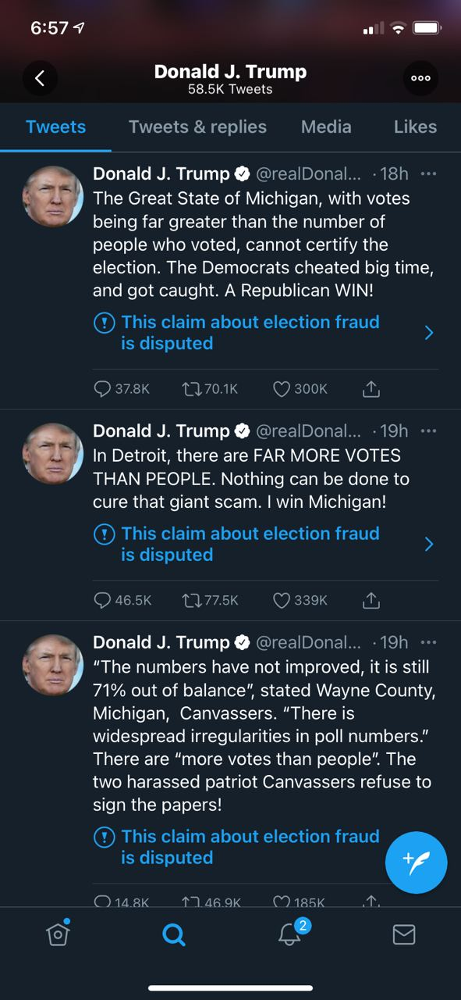 6:57
Donald J. Trump
58.5K Tweets
Tweets Tweets & replies Media Likes
Donald J. Trump @realDonal... · 18h
The Great State of Michigan, with votes
being far greater than the number of
people who voted, cannot certify the
election. The Democrats cheated big time,
and got caught. A Republican WIN!
This claim about election fraud
is disputed
37.8K 70.1K 300K
Donald J. Trump @realDonal... · 19h
In Detroit, there are FAR MORE VOTES
THAN PEOPLE. Nothing can be done to
cure that giant scam. I win Michigan!
This claim about election fraud
is disputed
46.5K 77.5K 339K
Donald J. Trump @realDonal... · 19h
“The numbers have not improved, it is still
71% out of balance”, stated Wayne County,
Michigan,  Canvassers. “There is
widespread irregularities in poll numbers.”
There are “more votes than people”. The
two harassed patriot Canvassers refuse to
sign the papers!
This claim about election fraud
is disputed
14.8K 46.9K 185K
2